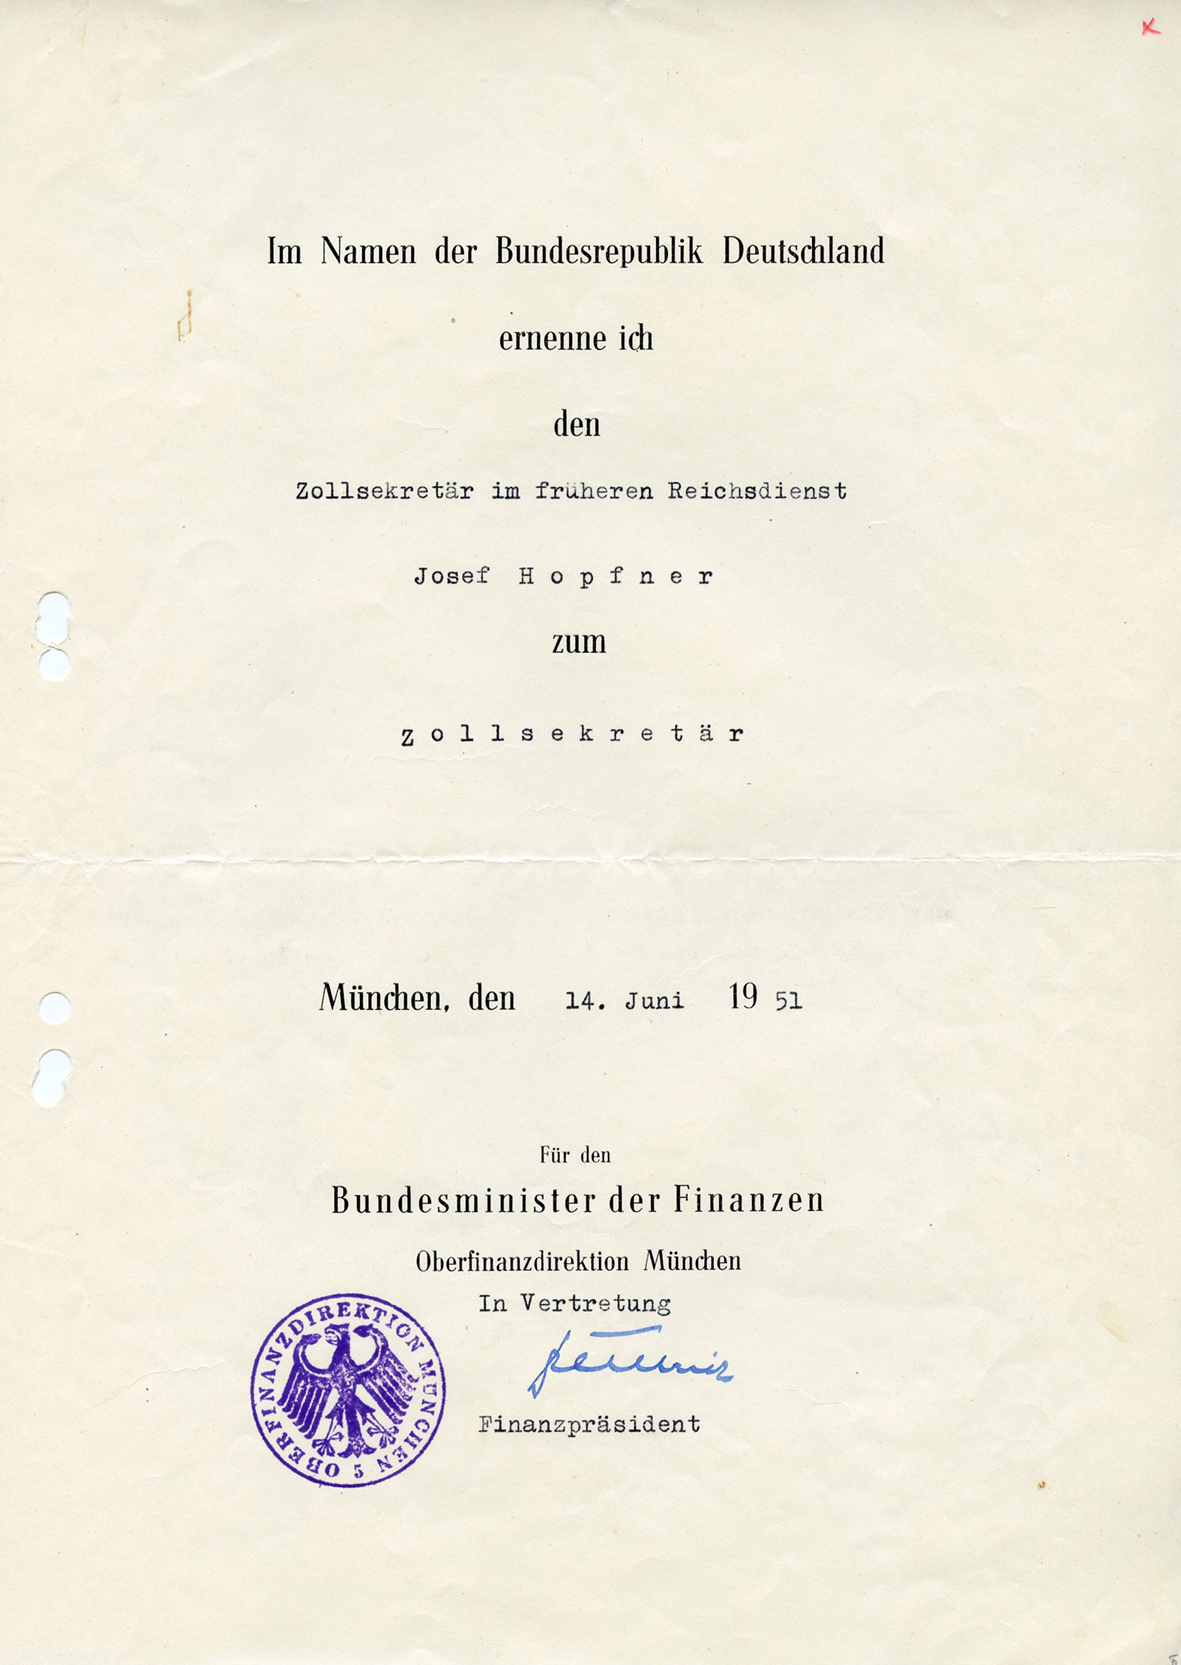 Im Namen der Bundesrepublik Deutschland
ernenne ich
den
Zollsekretär im früheren Reichsdienst
Josef H o p f n e r
zum
Z o l l s e k r e t ä r
München, den 14. Juni 19 51
Für den
Bundesminister der Finanzen
Oberfinanzdirektion München
In Vertretung
Finanzpräsident
OBERFINANZDIREKTION MÜNCHEN 5